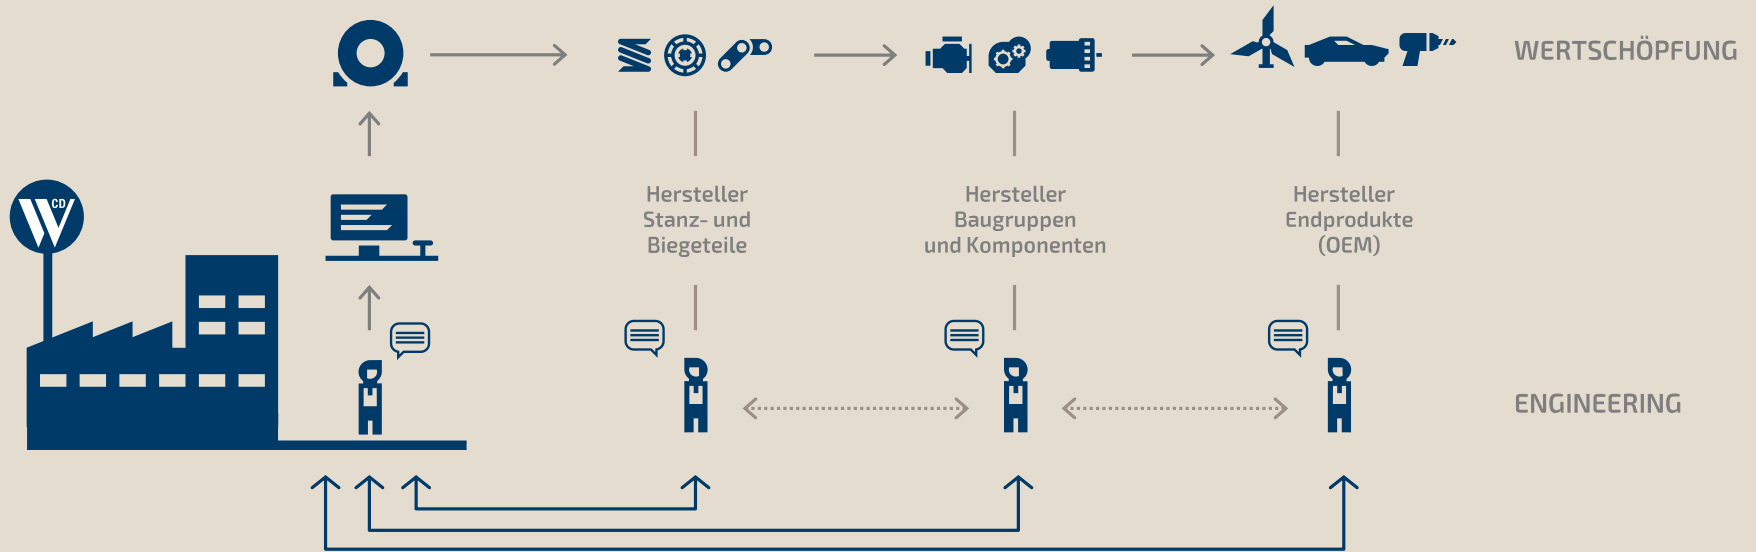 WERTSCHÖPFUNG
W CD
Hersteller
Stanz- und
Biegeteile
Hersteller
Baugruppen
und Komponenten
Hersteller
Endprodukte
(OEM)
ENGINEERING